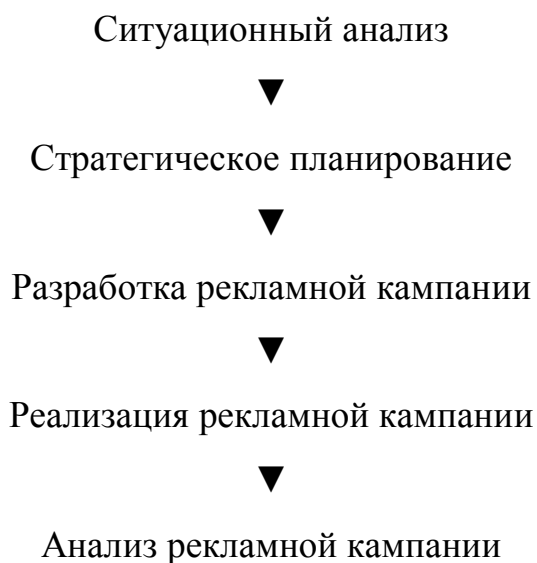 Ситуационный анализ
▼
Стратегическое планирование
▼
Разработка рекламной кампании
▼
Реализация рекламной кампании
▼
Анализ рекламной кампании